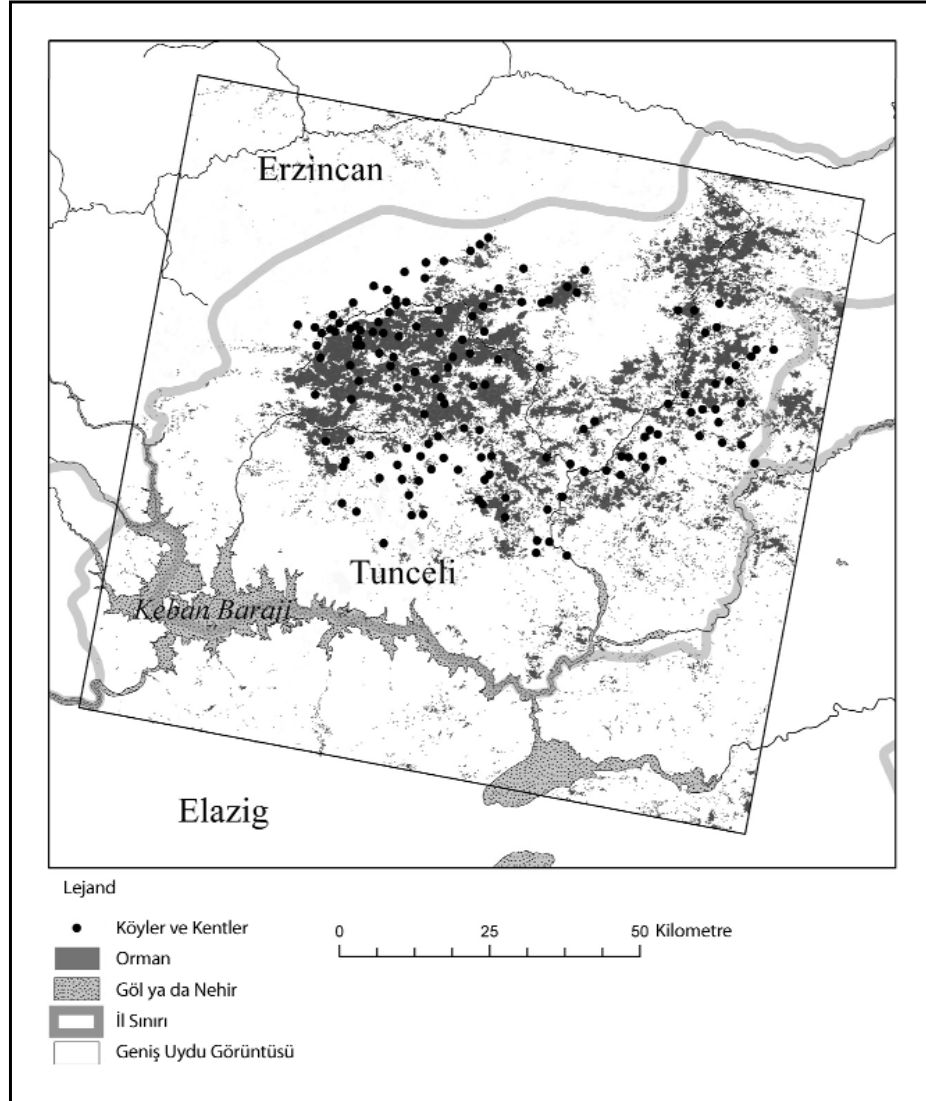 Erzincan
Tunceli
Keban Baraji
Elazig
Lejand
Köyler ve Kentler
Orman
Göl ya da Nehir
İl Sınırı
Geniş Uydu Görüntüsü
0 25 50 Kilometre